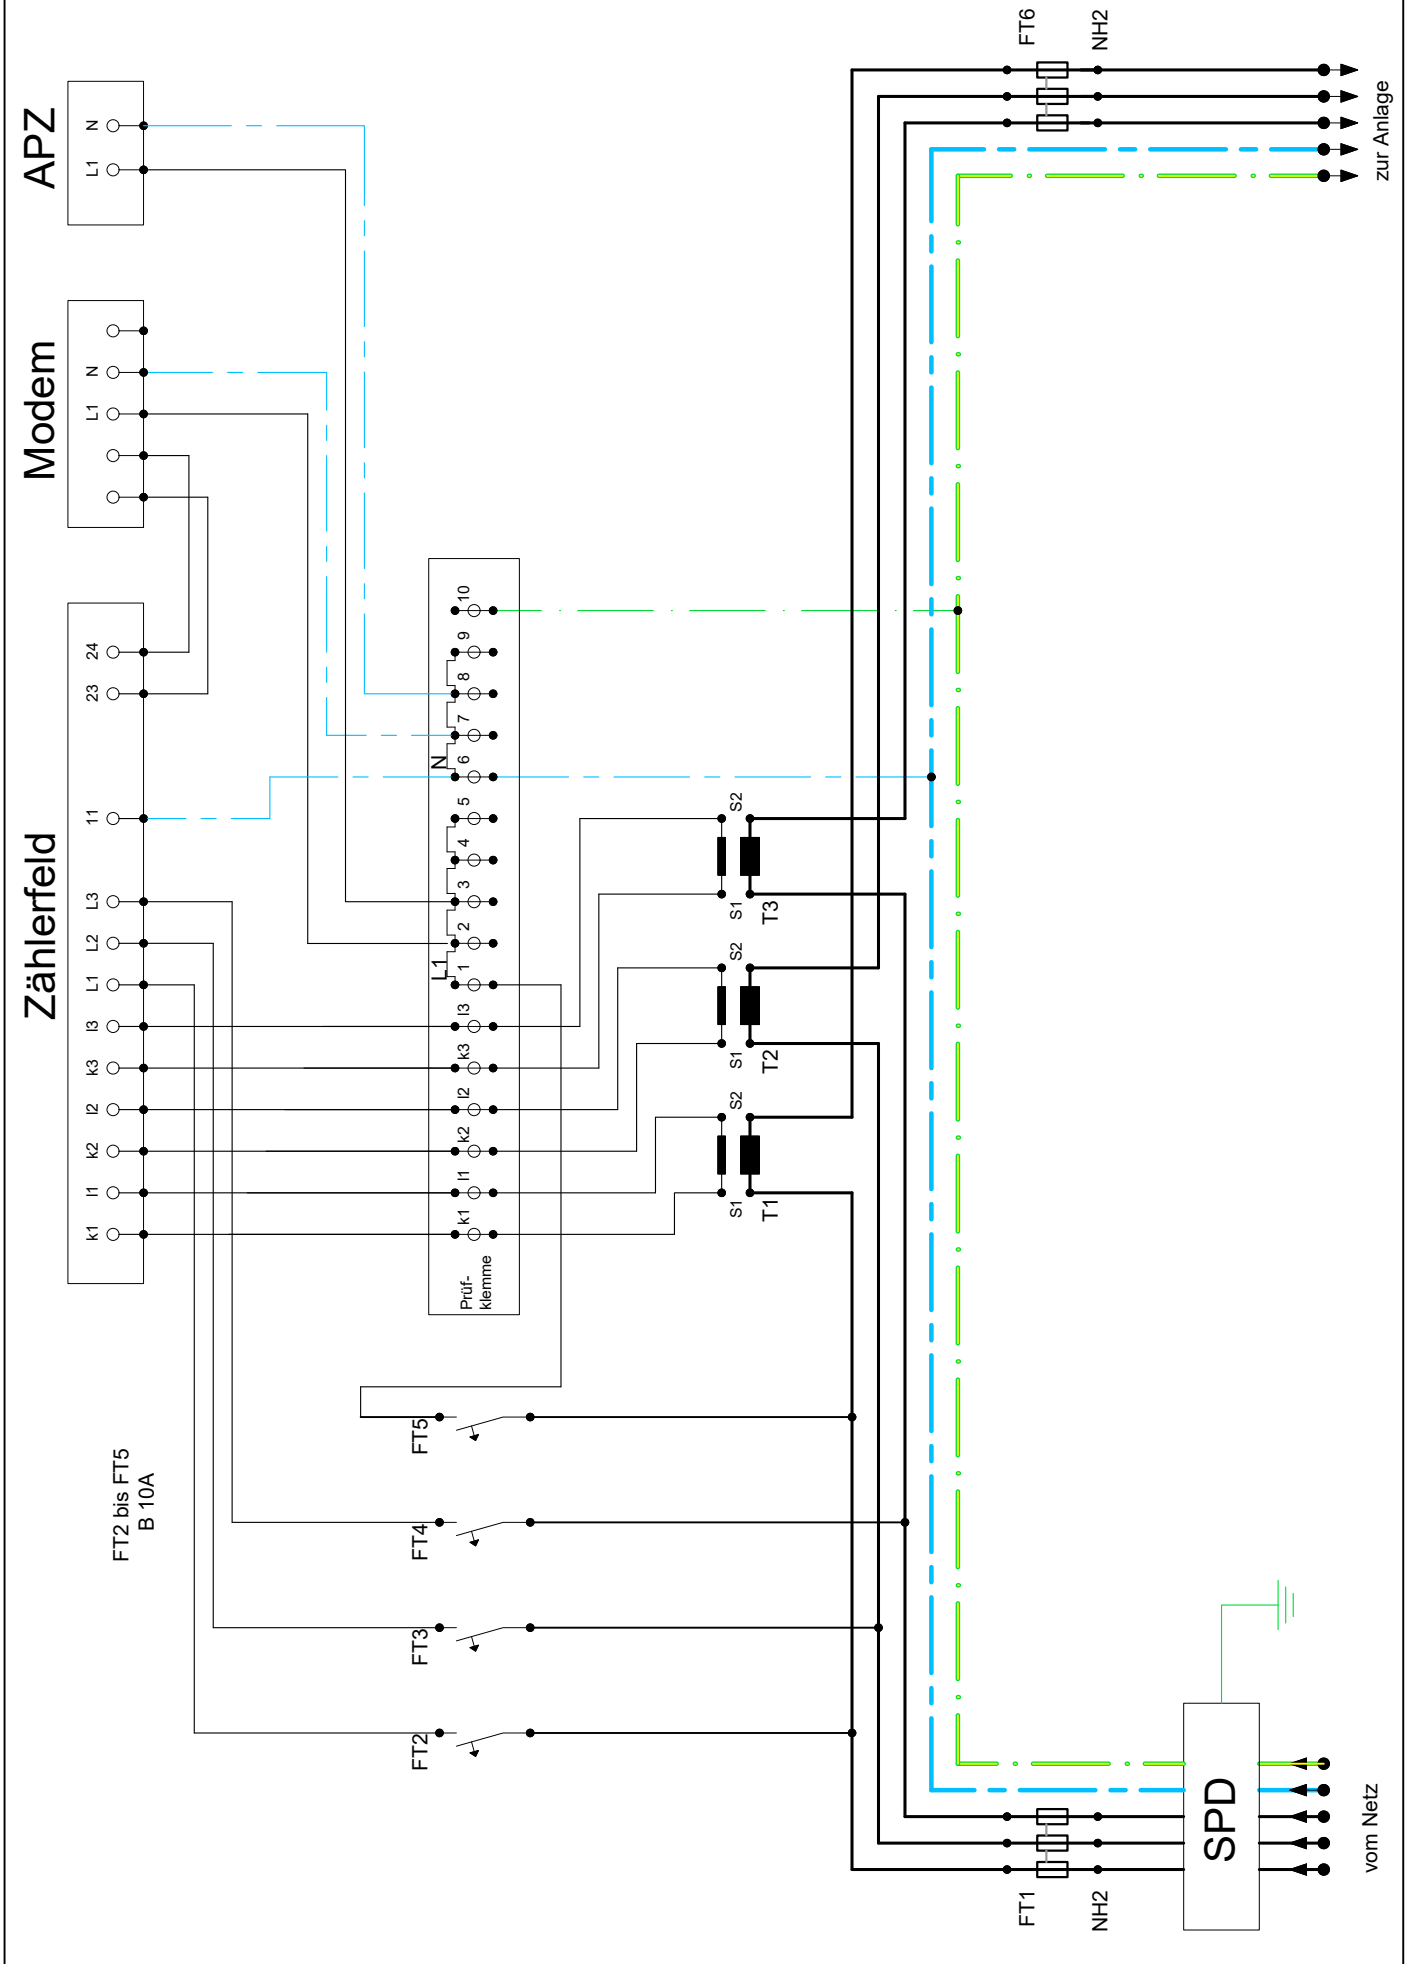 Zählerfeld
Modem
APZ
k1
l1
k2
l2
k3
l3
L1
L2
L3
11
23
24
L1
N
L1
N
FT2 bis FT5
B 10A
FT2
FT3
FT4
FT5
Prüf-
klemme
k1
l1
k2
l2
k3
l3
L1
1
2
3
4
5
N
6
7
8
9
10
S1
S2
T1
S1
S2
T2
S1
S2
T3
FT1
NH2
FT6
NH2
SPD
vom Netz
zur Anlage